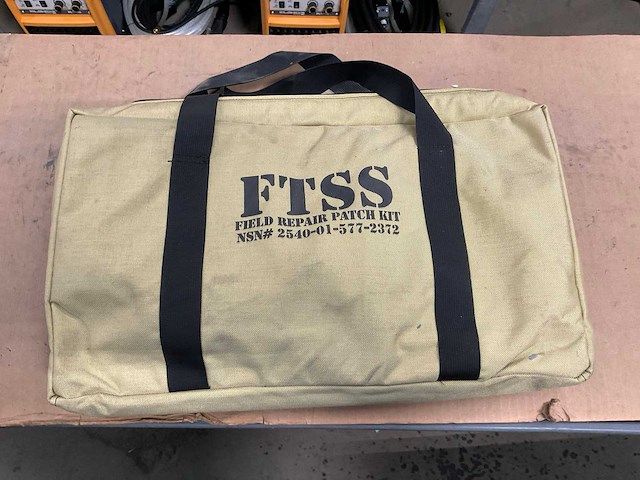 FTSS
FIELD REPAIR PATCH KIT
NSN# 2540-01-577-2372